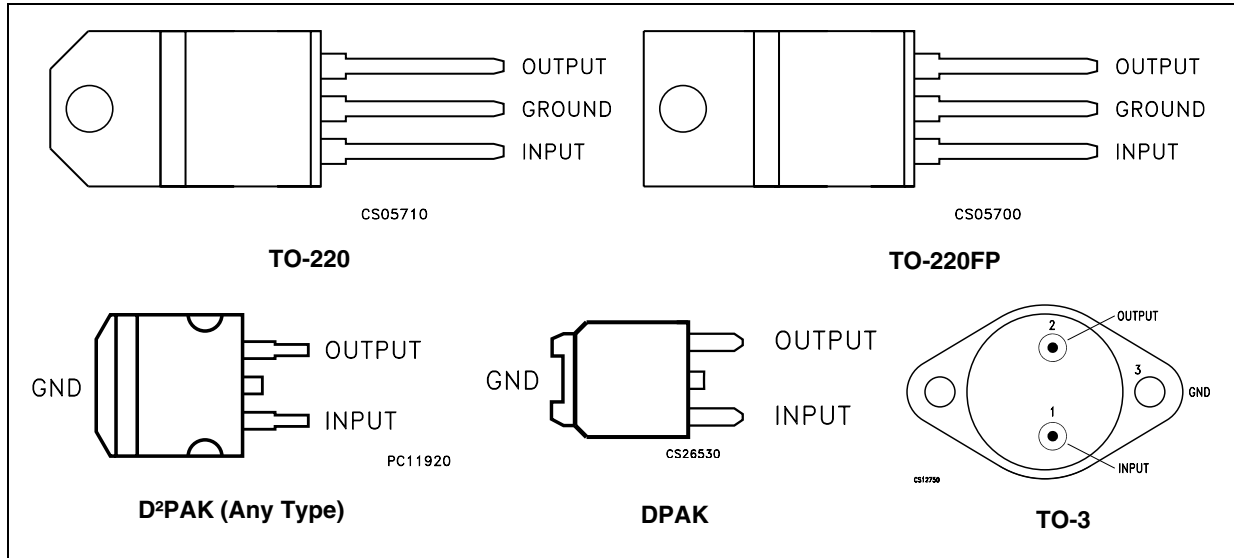 OUTPUT
GROUND
INPUT
CS05710
TO-220
OUTPUT
GROUND
INPUT
CS05700
TO-220FP
GND
OUTPUT
INPUT
PC11920
D²PAK (Any Type)
GND
OUTPUT
INPUT
CS26530
DPAK
2
OUTPUT
3
GND
1
INPUT
CS12750
TO-3